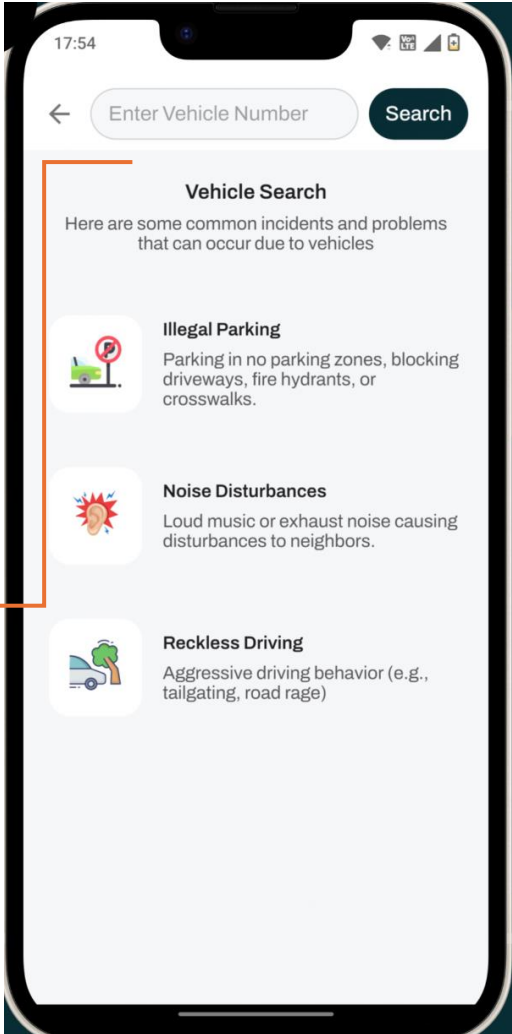 17:54
Vo)) LTE
Enter Vehicle Number
Search
Vehicle Search
Here are some common incidents and problems
that can occur due to vehicles
P
Illegal Parking
Parking in no parking zones, blocking
driveways, fire hydrants, or
crosswalks.
Noise Disturbances
Loud music or exhaust noise causing
disturbances to neighbors.
Reckless Driving
Aggressive driving behavior (e.g.,
tailgating, road rage)